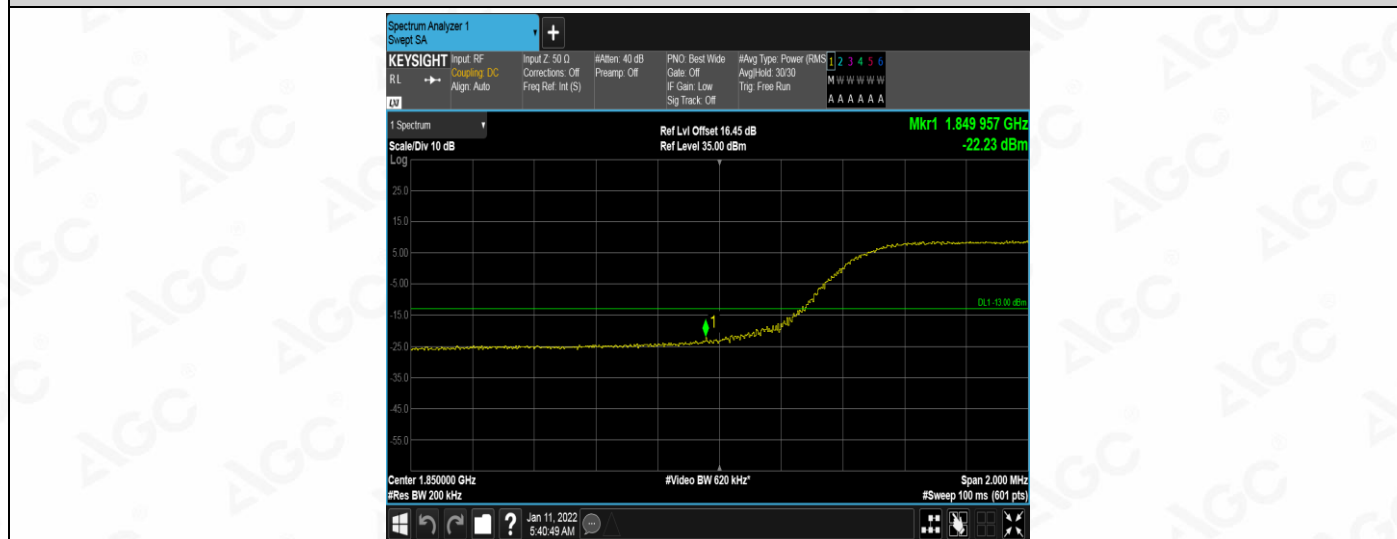 Spectrum Analyzer 1
Swept SA
+
KEYSIGHT Input: RF Input Z: 50 Ω #Atten: 40 dB PNO: Best Wide #Avg Type: Power (RMS 1 2 3 4 5 6
RL Coupling: DC Corrections: Off Preamp: Off Gate: Off Avg|Hold: 30/30 M W W W W W
Align: Auto Freq Ref: Int (S) IF Gain: Low Trig: Free Run
LXI Sig Track: Off A A A A A A
1 Spectrum Ref Lvl Offset 16.45 dB Mkr1 1.849 957 GHz
Scale/Div 10 dB Ref Level 35.00 dBm -22.23 dBm
Log
25.0
15.0
5.00
-5.00
DL1 -13.00 dBm
-15.0
1
-25.0
-35.0
-45.0
-55.0
Center 1.850000 GHz #Video BW 620 kHz* Span 2.000 MHz
#Res BW 200 kHz #Sweep 100 ms (601 pts)
? Jan 11, 2022
5:40:49 AM
AGC